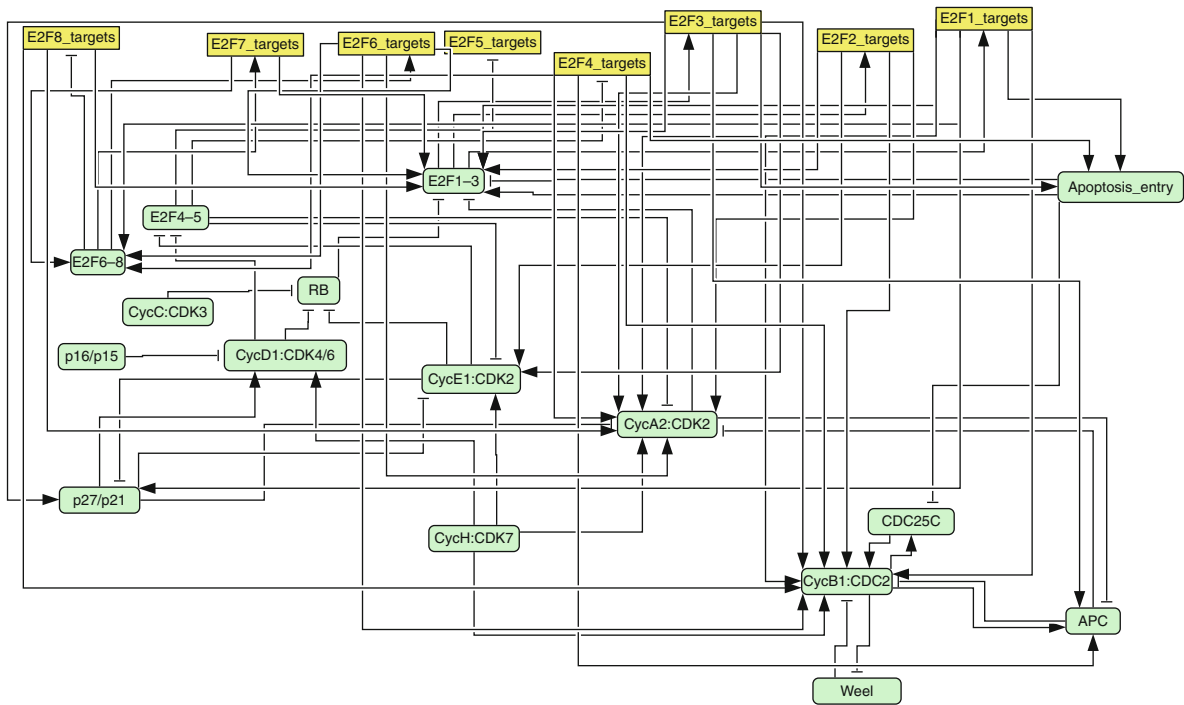 E2F3_targets
E2F1_targets
E2F8_targets
E2F7_targets
E2F6_targets
E2F5_targets
E2F2_targets
E2F4_targets
E2F1–3
Apoptosis_entry
E2F4–5
E2F6–8
RB
CycC:CDK3
p16/p15
CycD1:CDK4/6
CycE1:CDK2
CycA2:CDK2
p27/p21
CDC25C
CycH:CDK7
CycB1:CDC2
APC
Weel